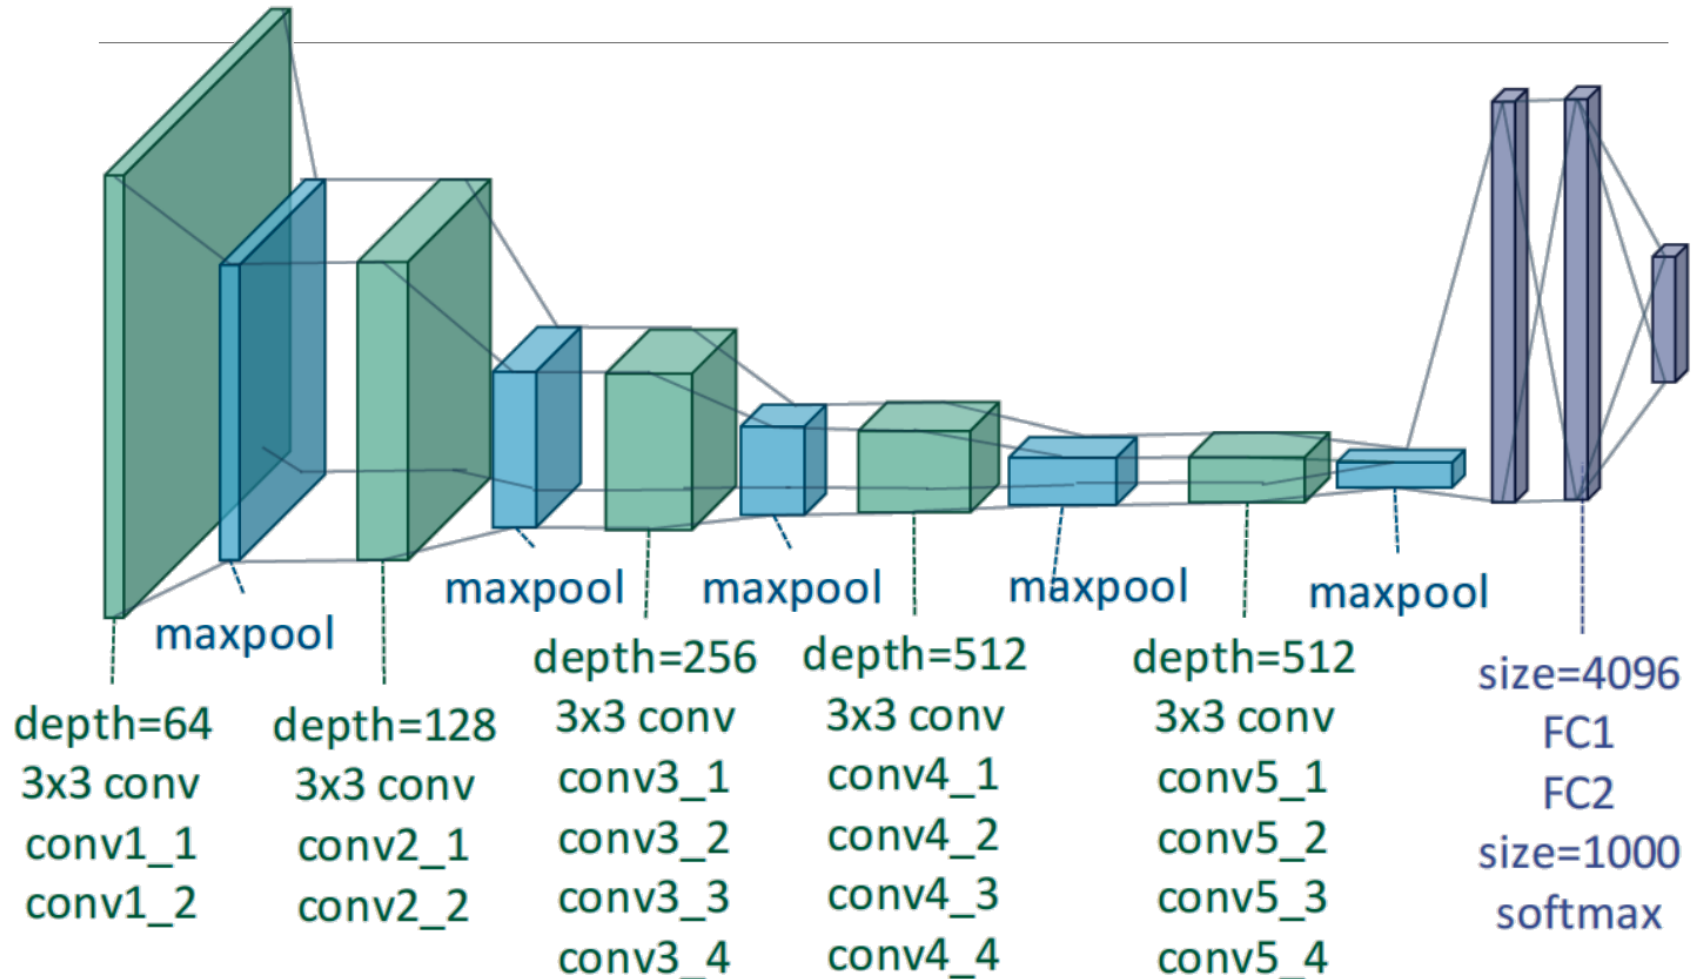 maxpool
maxpool
maxpool
maxpool
maxpool
depth=64
3x3 conv
conv1_1
conv1_2
depth=128
3x3 conv
conv2_1
conv2_2
depth=256
3x3 conv
conv3_1
conv3_2
conv3_3
conv3_4
depth=512
3x3 conv
conv4_1
conv4_2
conv4_3
conv4_4
depth=512
3x3 conv
conv5_1
conv5_2
conv5_3
conv5_4
size=4096
FC1
FC2
size=1000
softmax